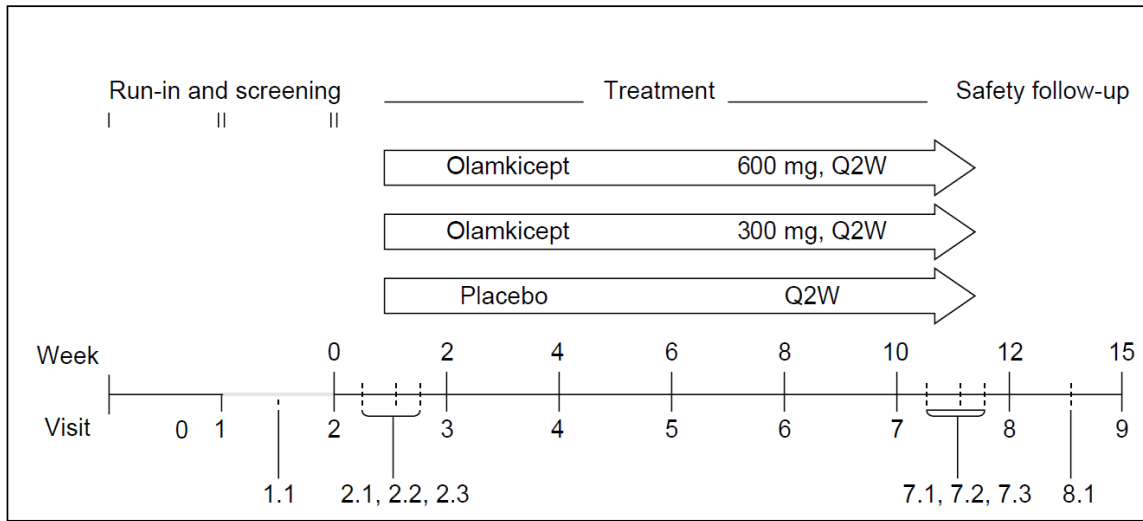 Run-in and screening Treatment Safety follow-up
Olamkicept 600 mg, Q2W
Olamkicept 300 mg, Q2W
Placebo Q2W
Week 0 2 4 6 8 10 12 15
Visit 0 1 2 3 4 5 6 7 8 9
1.1 2.1, 2.2, 2.3 7.1, 7.2, 7.3 8.1